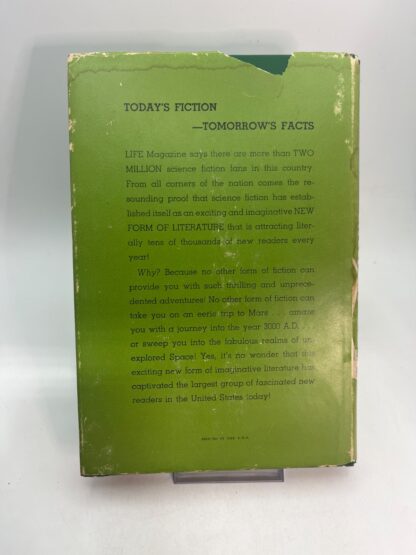 TODAY'S FICTION
—TOMORROW'S FACTS
LIFE Magazine says there are more than TWO
MILLION science fiction fans in this country.
From all corners of the nation comes the re-
sounding proof that science fiction has estab-
lished itself as an exciting and imaginative NEW
FORM OF LITERATURE that is attracting liter-
ally tens of thousands of new readers every
year!
Why? Because no other form of fiction can
provide you with such thrilling and unprece-
dented adventures! No other form of fiction can
take you on an eerie trip to Mars . . . amaze
you with a journey into the year 3000 A.D. . . .
or sweep you into the fabulous realms of un-
explored Space! Yes, it's no wonder that this
exciting new form of imaginative literature has
captivated the largest group of fascinated new
readers in the United States today!